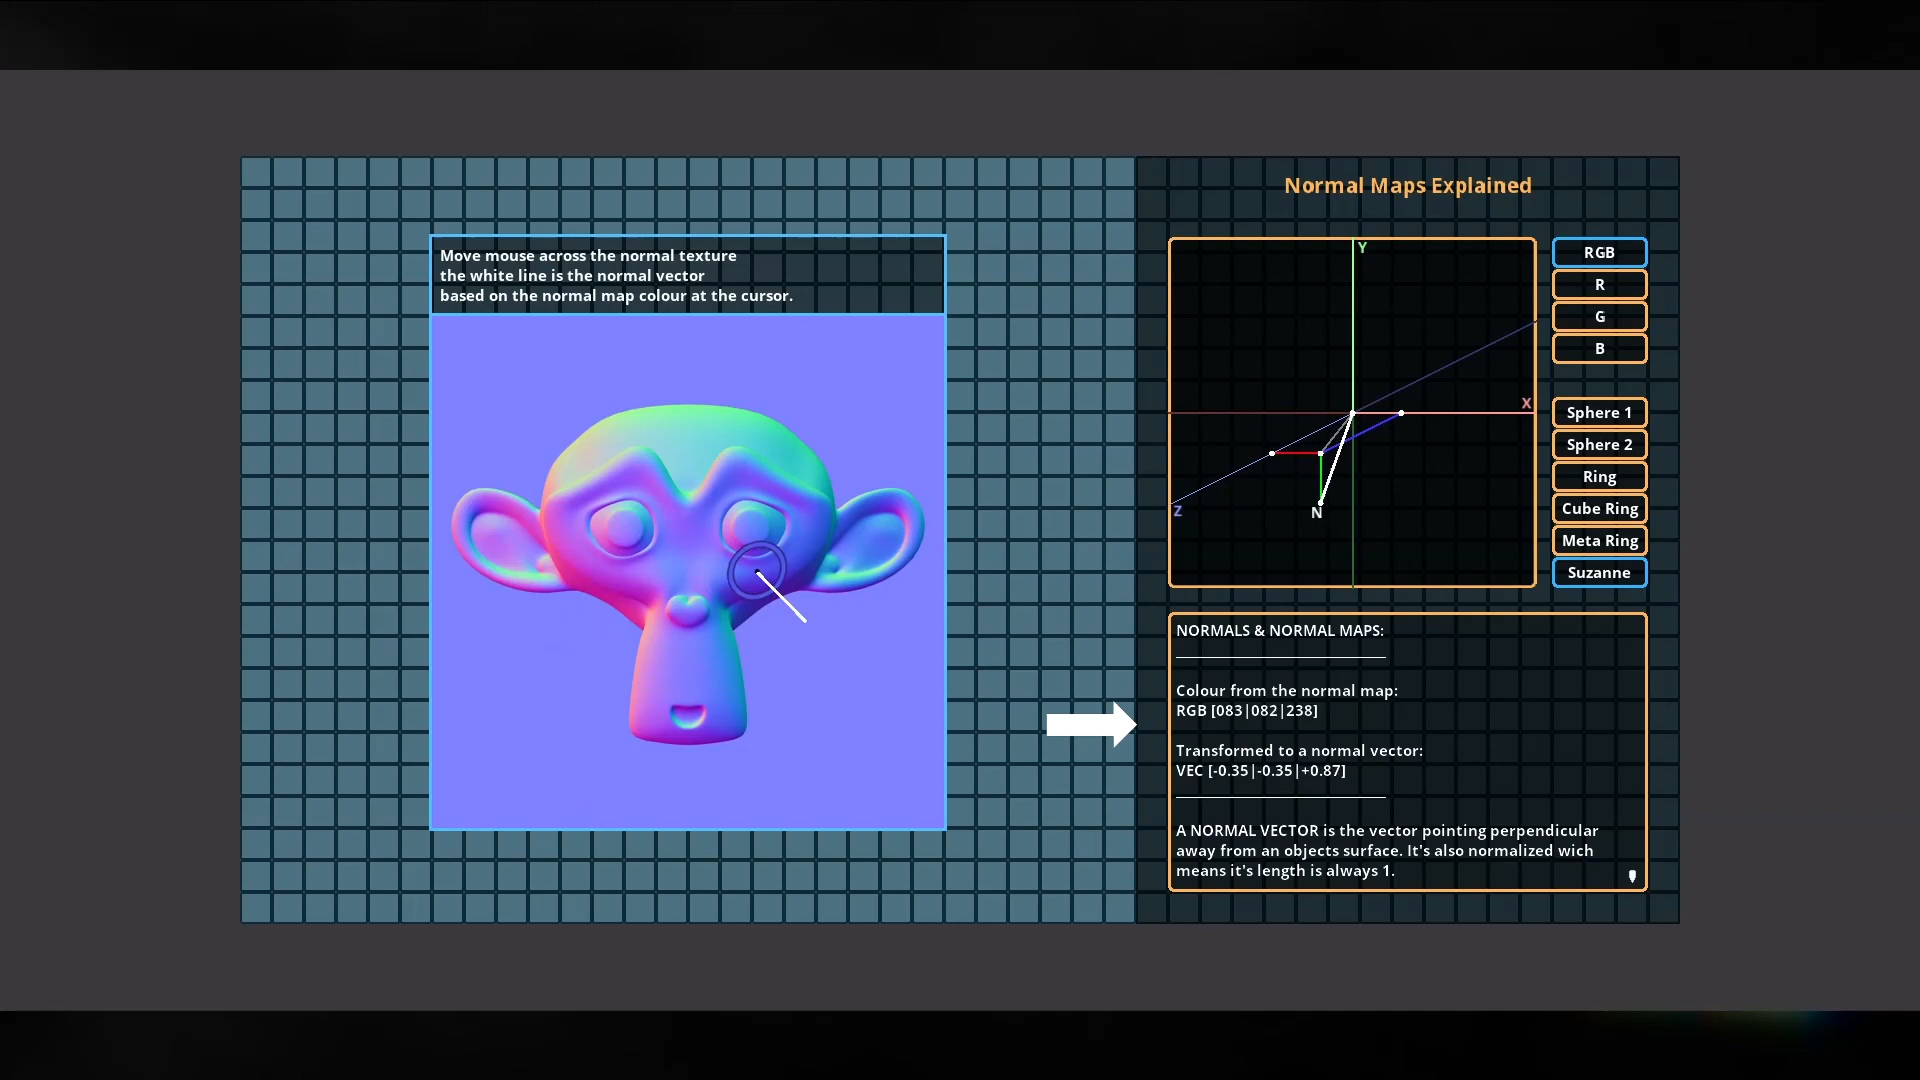 Normal Maps Explained
Move mouse across the normal texture
the white line is the normal vector
based on the normal map colour at the cursor.
Y
X
Z
N
RGB
R
G
B
Sphere 1
Sphere 2
Ring
Cube Ring
Meta Ring
Suzanne
NORMALS & NORMAL MAPS:
Colour from the normal map:
RGB [083|082|238]
Transformed to a normal vector:
VEC [-0.35|-0.35|+0.87]
A NORMAL VECTOR is the vector pointing perpendicular
away from an objects surface. It's also normalized wich
means it's length is always 1.